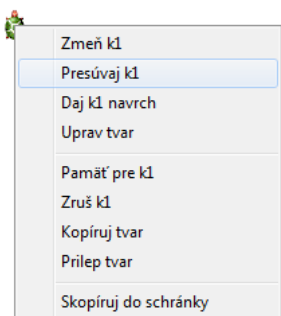 Zmeň k1
Presúvaj k1
Daj k1 navrch
Uprav tvar
Pamäť pre k1
Zruš k1
Kopíruj tvar
Prilep tvar
Skopíruj do schránky